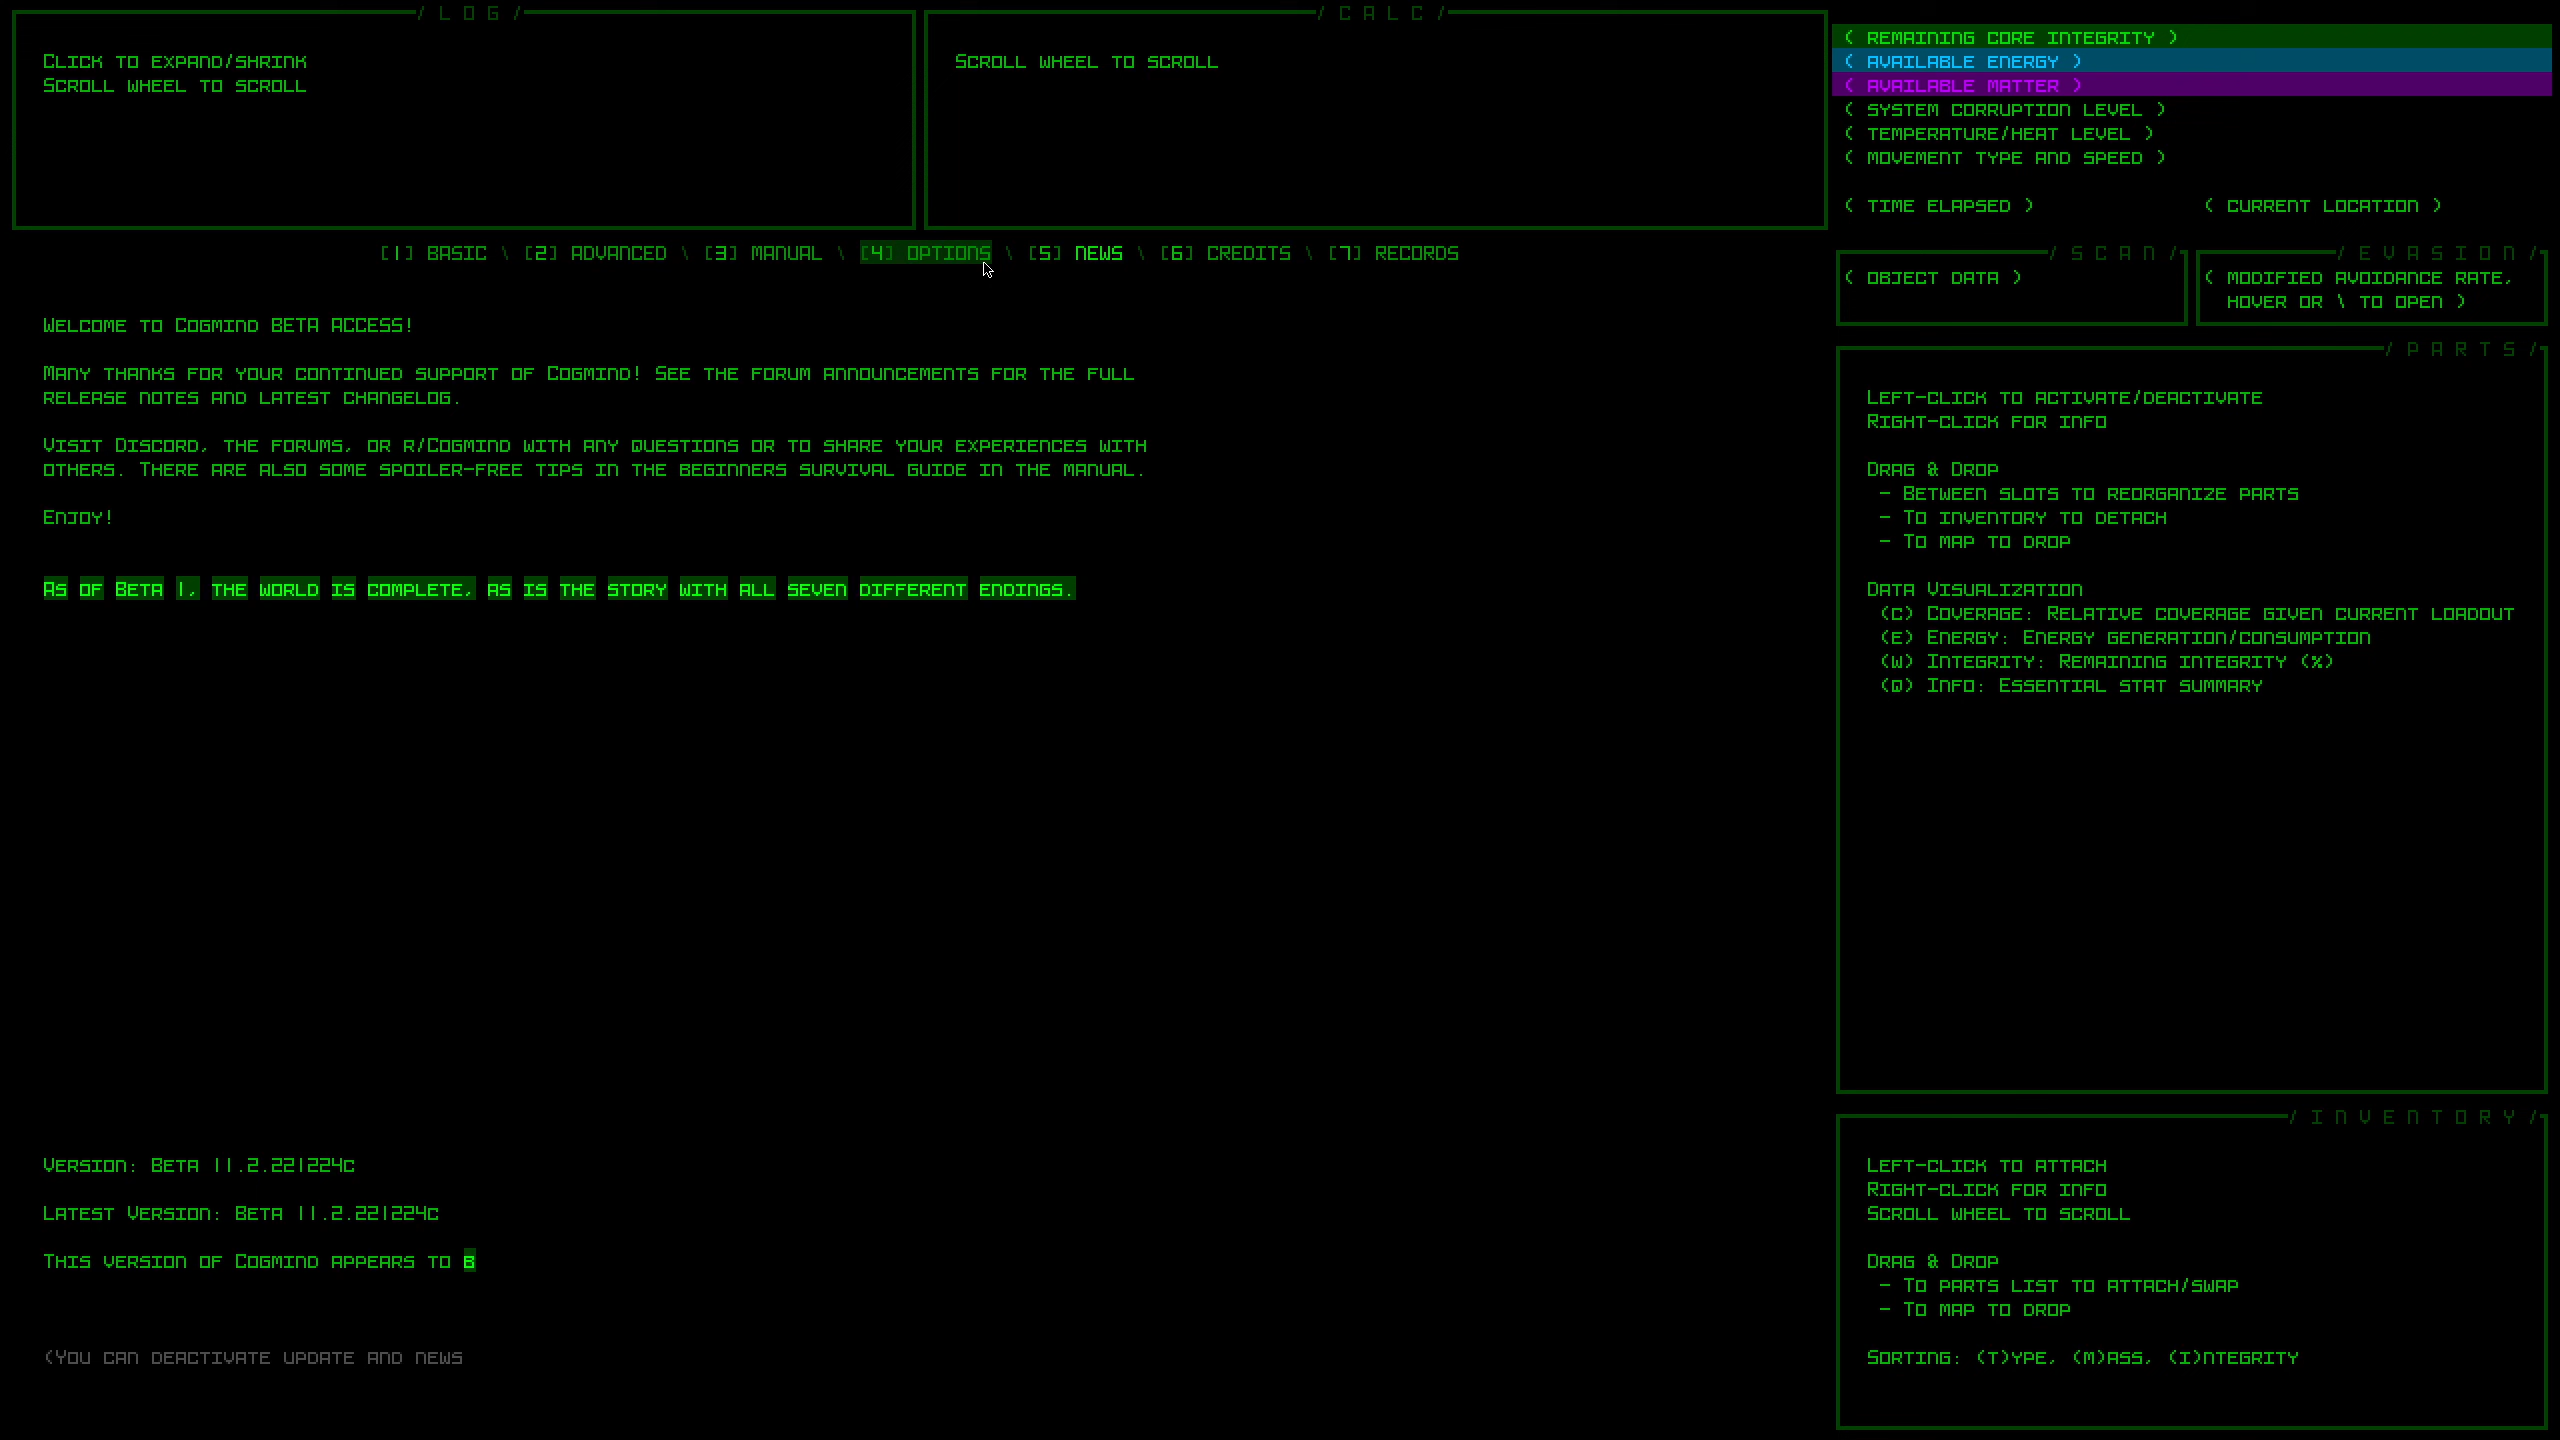 / L O G /
Click to expand/shrink
Scroll wheel to scroll
/ C A L C /
Scroll wheel to scroll
( REMAINING CORE INTEGRITY )
( AVAILABLE ENERGY )
( AVAILABLE MATTER )
( SYSTEM CORRUPTION LEVEL )
( TEMPERATURE/HEAT LEVEL )
( MOVEMENT TYPE AND SPEED )
( TIME ELAPSED ) ( CURRENT LOCATION )
[1] BASIC \ [2] ADVANCED \ [3] MANUAL \ [4] OPTIONS \ [5] NEWS \ [6] CREDITS \ [7] RECORDS
/ S C A N /
( OBJECT DATA )
/ E V A S I O N /
( MODIFIED AVOIDANCE RATE,
HOVER OR \ TO OPEN )
Welcome to Cogmind BETA ACCESS!
Many thanks for your continued support of Cogmind! See the forum announcements for the full
release notes and latest changelog.
Visit Discord, the forums, or r/Cogmind with any questions or to share your experiences with
others. There are also some spoiler-free tips in the beginners survival guide in the manual.
Enjoy!
As of Beta 1, the world is complete, as is the story with all seven different endings.
Version: Beta 11.2.221224c
Latest Version: Beta 11.2.221224c
This version of Cogmind appears to b
(You can deactivate update and news
/ P A R T S /
Left-click to activate/deactivate
Right-click for info
Drag & Drop
- Between slots to reorganize parts
- To inventory to detach
- To map to drop
Data Visualization
(C) Coverage: Relative coverage given current loadout
(E) Energy: Energy generation/consumption
(W) Integrity: Remaining integrity (%)
(Q) Info: Essential stat summary
/ I N V E N T O R Y /
Left-click to attach
Right-click for info
Scroll wheel to scroll
Drag & Drop
- To parts list to attach/swap
- To map to drop
Sorting: (T)ype, (M)ass, (I)ntegrity